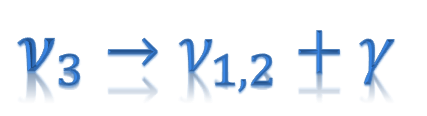 ν₃ → ν₁,₂ + γ